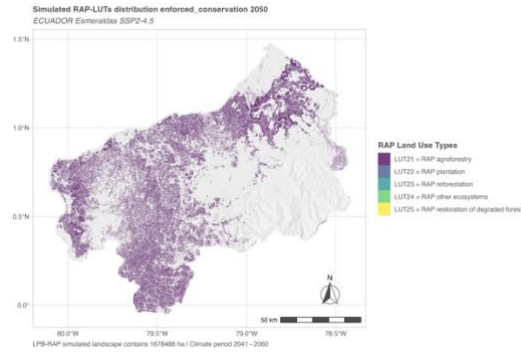 Simulated RAP-LUTs distribution enforced_conservation 2050
ECUADOR Esmeraldas SSP2-4.5
1.5°N
1.0°N
0.5°N
0.0°
80.0°W
79.5°W
79.0°W
78.5°W
N
50 km
RAP Land Use Types
LUT21 = RAP agroforestry
LUT22 = RAP plantation
LUT23 = RAP reforestation
LUT24 = RAP other ecosystems
LUT25 = RAP restoration of degraded fores
LPB-RAP simulated landscape contains 1678488 ha I Climate period 2041 - 2060